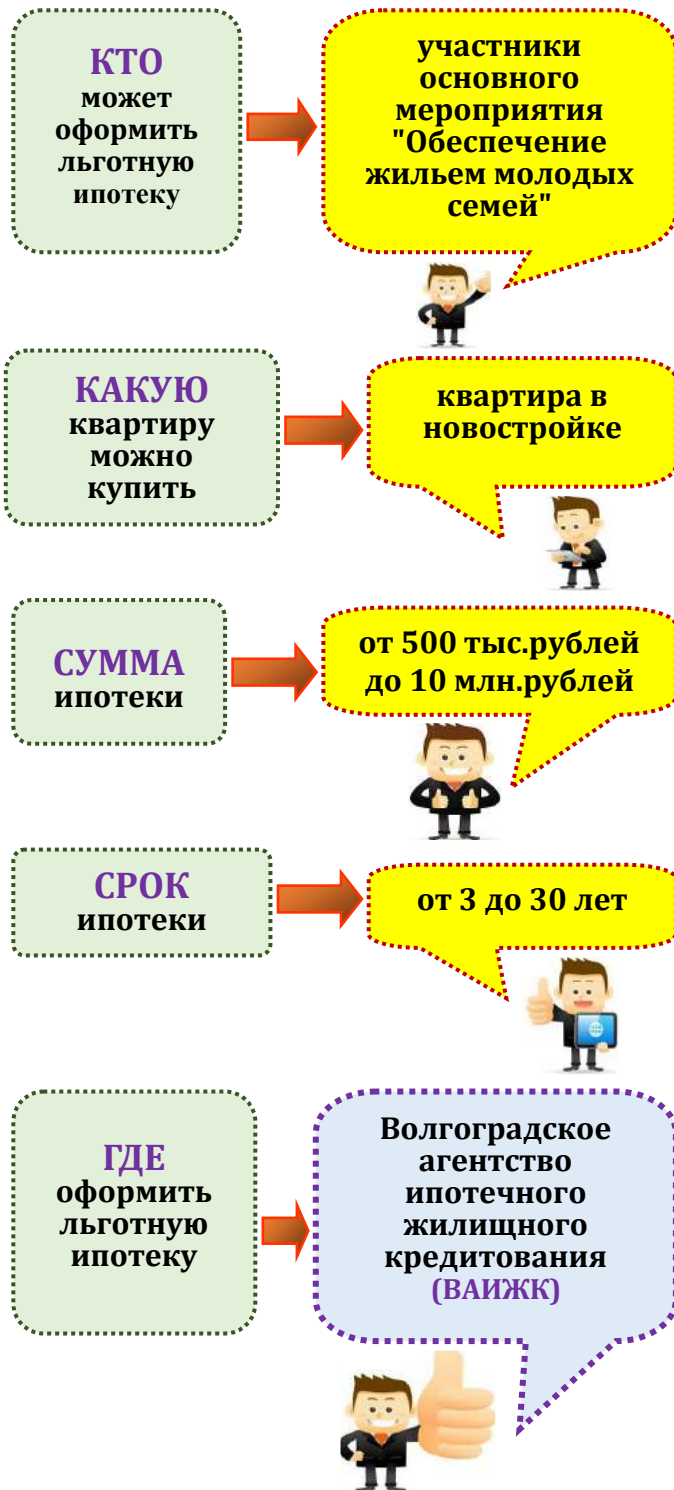 КТО
может
оформить
льготную
ипотеку
участники
основного
мероприятия
"Обеспечение
жильем молодых
семей"
КАКУЮ
квартиру
можно
купить
квартира в
новостройке
СУММА
ипотеки
от 500 тыс.рублей
до 10 млн.рублей
СРОК
ипотеки
от 3 до 30 лет
ГДЕ
оформить
льготную
ипотеку
Волгоградское
агентство
ипотечного
жилищного
кредитования
(ВАИЖК)